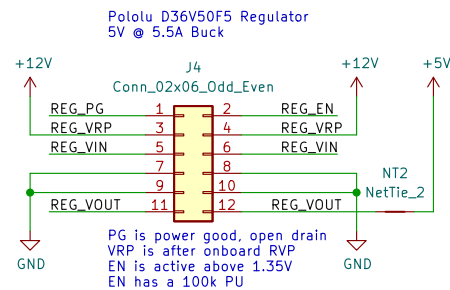 Pololu D36V50F5 Regulator
5V @ 5.5A Buck
+12V
J4
+12V
+5V
Conn_02x06_Odd_Even
REG_PG 1 2 REG_EN
REG_VRP 3 4 REG_VRP
REG_VIN 5 6 REG_VIN
7 8
NT2
9 10
NetTie_2
REG_VOUT 11 12 REG_VOUT
GND
GND
PG is power good, open drain
VRP is after onboard RVP
EN is active above 1.35V
EN has a 100k PU